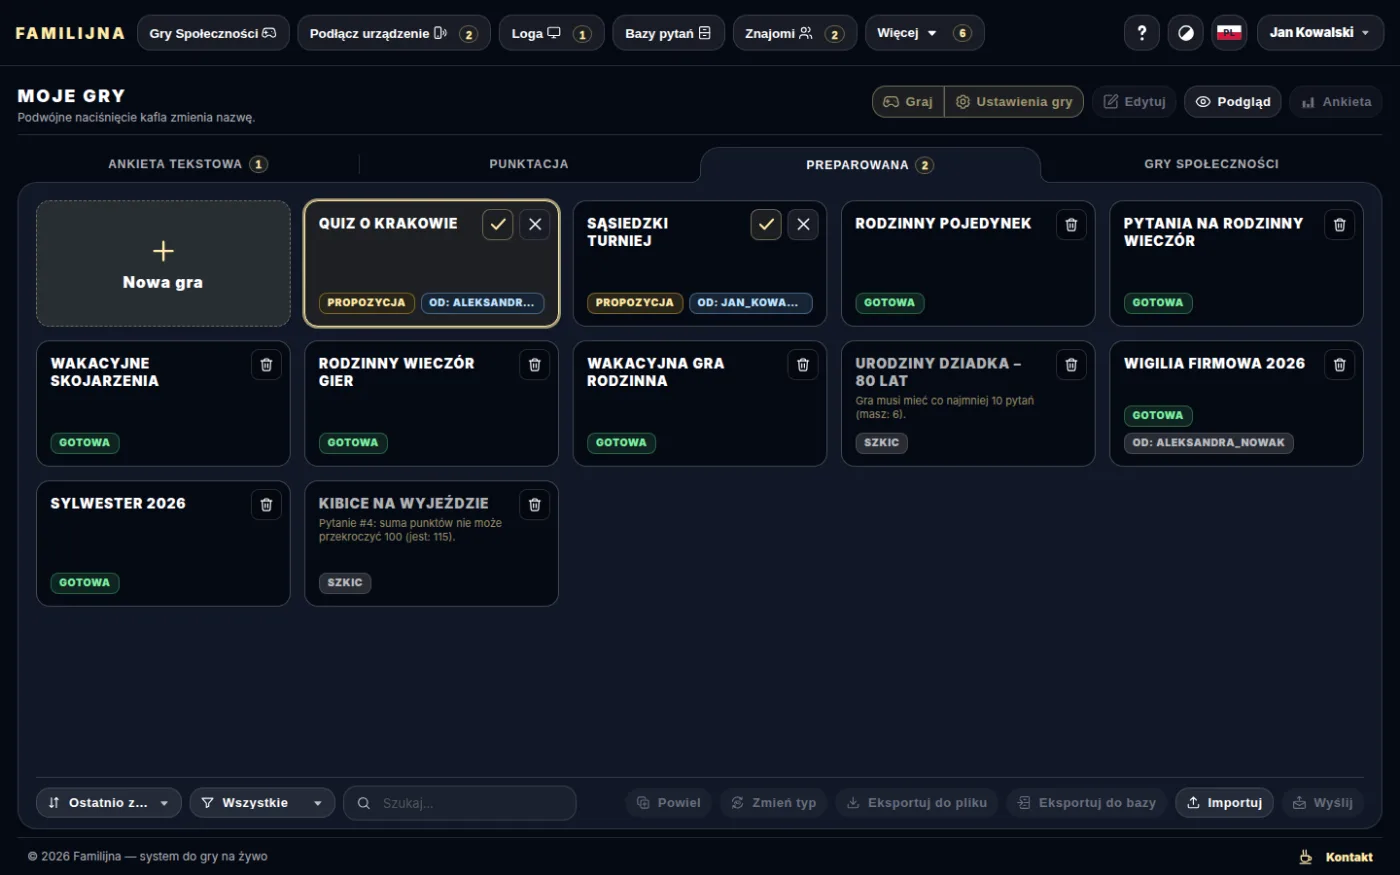 FAMILIJNA
Gry Społeczności
Podłącz urządzenie 2
Loga 1
Bazy pytań
Znajomi 2
Więcej 6
?
PL
Jan Kowalski
MOJE GRY
Podwójne naciśnięcie kafla zmienia nazwę.
Graj
Ustawienia gry
Edytuj
Podgląd
Ankieta
ANKIETA TEKSTOWA 1
PUNKTACJA
PREPAROWANA 2
GRY SPOŁECZNOŚCI
Nowa gra
QUIZ O KRAKOWIE
PROPOZYCJA
OD: ALEKSANDR...
SĄSIEDZKI
TURNIEJ
PROPOZYCJA
OD: JAN_KOWA...
RODZINNY POJEDYNEK
GOTOWA
PYTANIA NA RODZINNY
WIECZÓR
GOTOWA
WAKACYJNE
SKOJARZENIA
GOTOWA
RODZINNY WIECZÓR
GIER
GOTOWA
WAKACYJNA GRA
RODZINNA
GOTOWA
URODZINY DZIADKA –
80 LAT
Gra musi mieć co najmniej 10 pytań
(masz: 6).
SZKIC
WIGILIA FIRMOWA 2026
GOTOWA
OD: ALEKSANDRA_NOWAK
SYLWESTER 2026
GOTOWA
KIBICE NA WYJEŹDZIE
Pytanie #4: suma punktów nie może
przekroczyć 100 (jest: 115).
SZKIC
Ostatnio z...
Wszystkie
Szukaj...
Powiel
Zmień typ
Eksportuj do pliku
Eksportuj do bazy
Importuj
Wyślij
© 2026 Familijna — system do gry na żywo
Kontakt